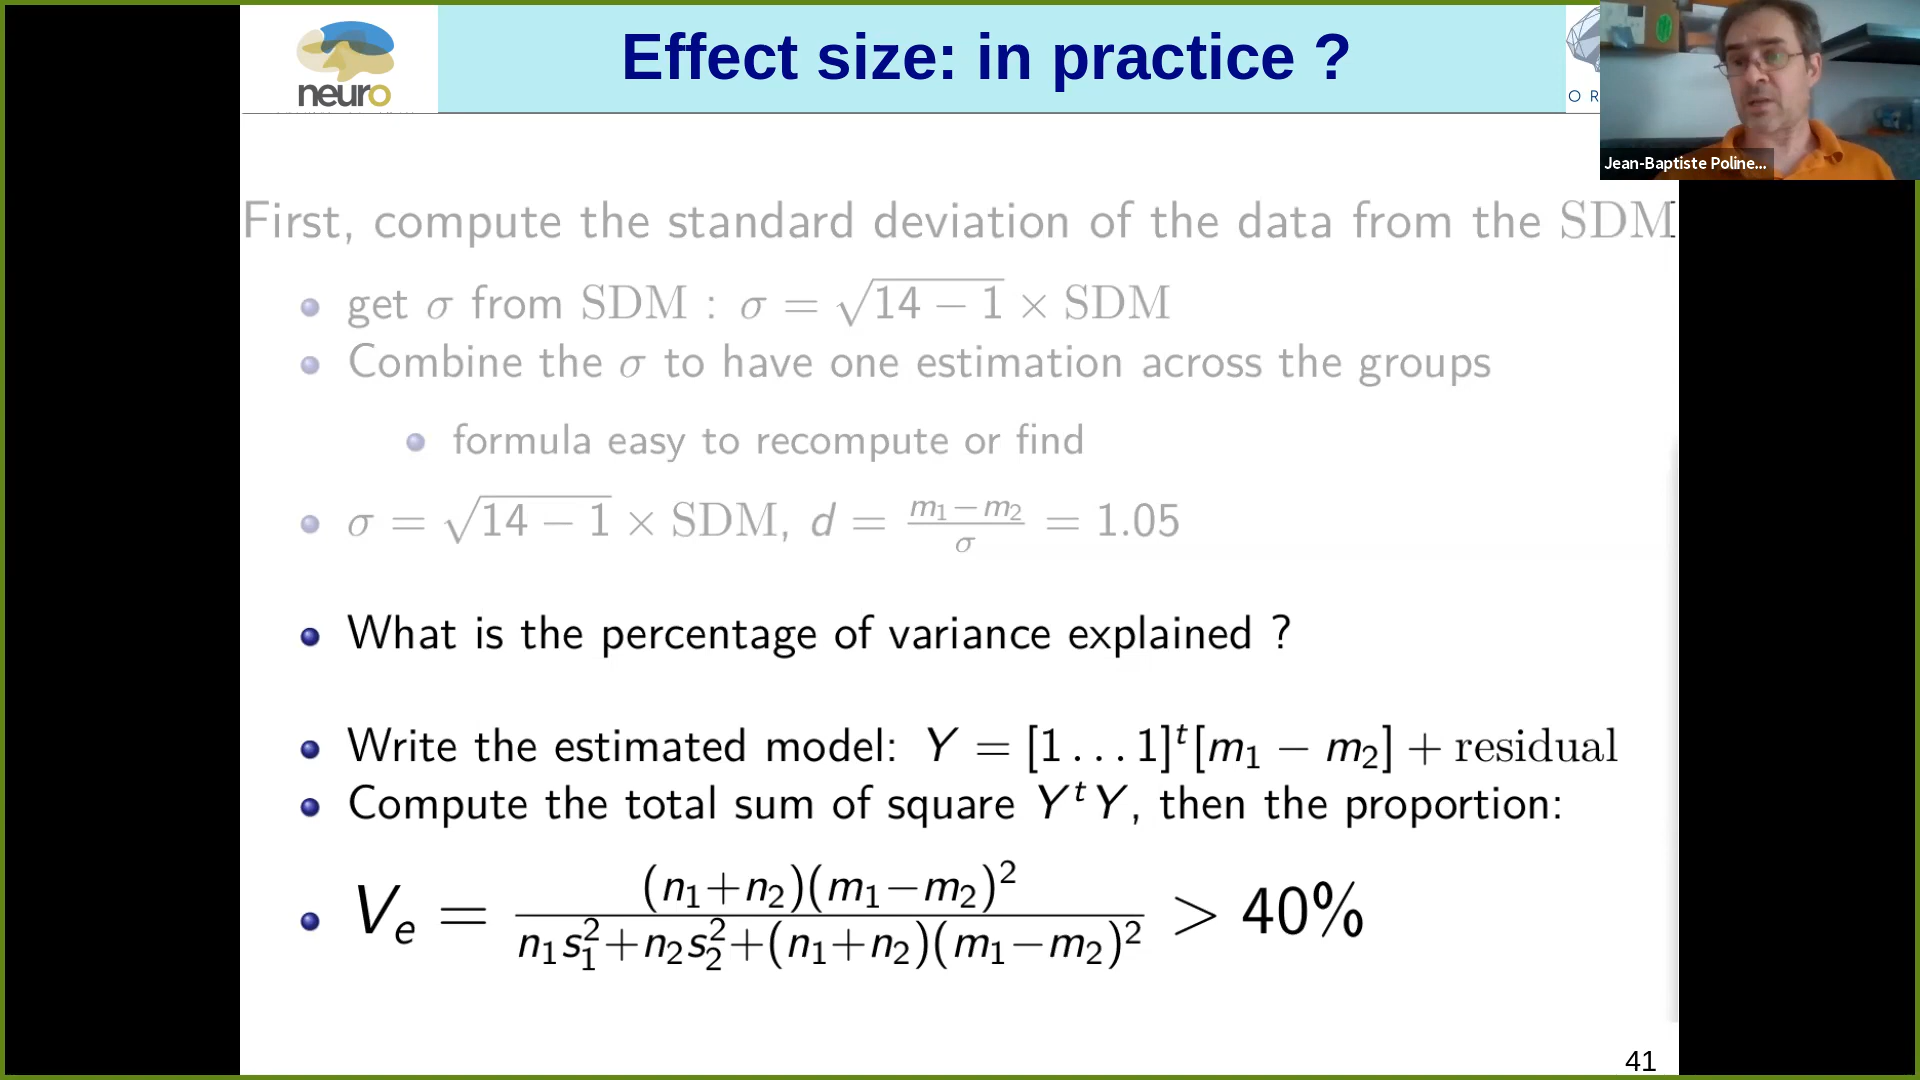 neuro
Effect size: in practice ?
O R
Jean-Baptiste Poline...
First, compute the standard deviation of the data from the SDM
get σ from SDM : σ = √14 − 1 × SDM
Combine the σ to have one estimation across the groups
formula easy to recompute or find
σ = √14 − 1 × SDM, d = m₁−m₂/σ = 1.05
What is the percentage of variance explained ?
Write the estimated model: Y = [1 . . . 1]ᵗ[m₁ − m₂] + residual
Compute the total sum of square YᵗY, then the proportion:
Vₑ = (n₁+n₂)(m₁−m₂)²/n₁s₁²+n₂s₂²+(n₁+n₂)(m₁−m₂)² > 40%
41